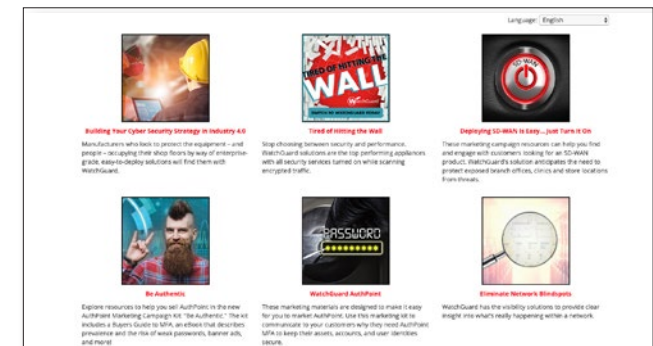 Language: English
TIRED OF HITTING THE
WALL
WatchGuard
SWITCH TO WATCHGUARD TODAY
SD-WAN
Building Your Cyber Security Strategy in Industry 4.0
Manufacturers who look to protect the equipment – and
people – occupying their shop floors by way of enterprise-
grade, easy-to-deploy solutions will find them with
WatchGuard.
Tired of Hitting the Wall
Stop choosing between security and performance.
WatchGuard solutions are the top performing appliances
with all security services turned on while scanning
encrypted traffic.
Deploying SD-WAN Is Easy... Just Turn It On
These marketing campaign resources can help you find
and engage with customers looking for an SD-WAN
product. WatchGuard's solution anticipates the need to
protect exposed branch offices, clinics and store locations
from threats.
PASSWORD
Be Authentic
Explore resources to help you sell AuthPoint in the new
AuthPoint Marketing Campaign Kit: "Be Authentic." The kit
includes a Buyers Guide to MFA, an eBook that describes
prevalence and the risk of weak passwords, banner ads,
and more!
WatchGuard AuthPoint
These marketing materials are designed to make it easy
for you to market AuthPoint. Use this marketing kit to
communicate to your customers why they need AuthPoint
MFA to keep their assets, accounts, and user identities
secure.
Eliminate Network Blindspots
WatchGuard has the visibility solutions to provide clear
insight into what's really happening within a network.